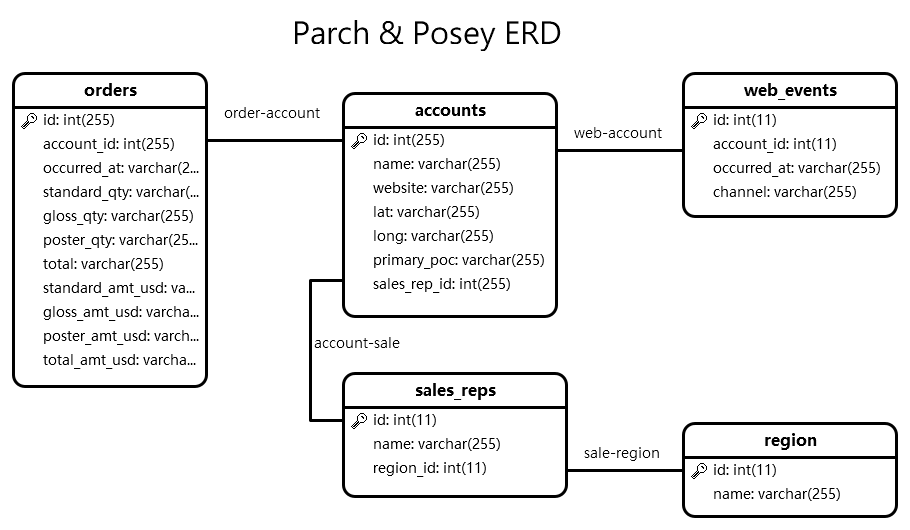 Parch & Posey ERD
orders
id: int(255)
account_id: int(255)
occurred_at: varchar(2...
standard_qty: varchar(...
gloss_qty: varchar(255)
poster_qty: varchar(25...
total: varchar(255)
standard_amt_usd: va...
gloss_amt_usd: varcha...
poster_amt_usd: varch...
total_amt_usd: varcha...
order-account
accounts
id: int(255)
name: varchar(255)
website: varchar(255)
lat: varchar(255)
long: varchar(255)
primary_poc: varchar(255)
sales_rep_id: int(255)
web-account
web_events
id: int(11)
account_id: int(11)
occurred_at: varchar(255)
channel: varchar(255)
account-sale
sales_reps
id: int(11)
name: varchar(255)
region_id: int(11)
sale-region
region
id: int(11)
name: varchar(255)